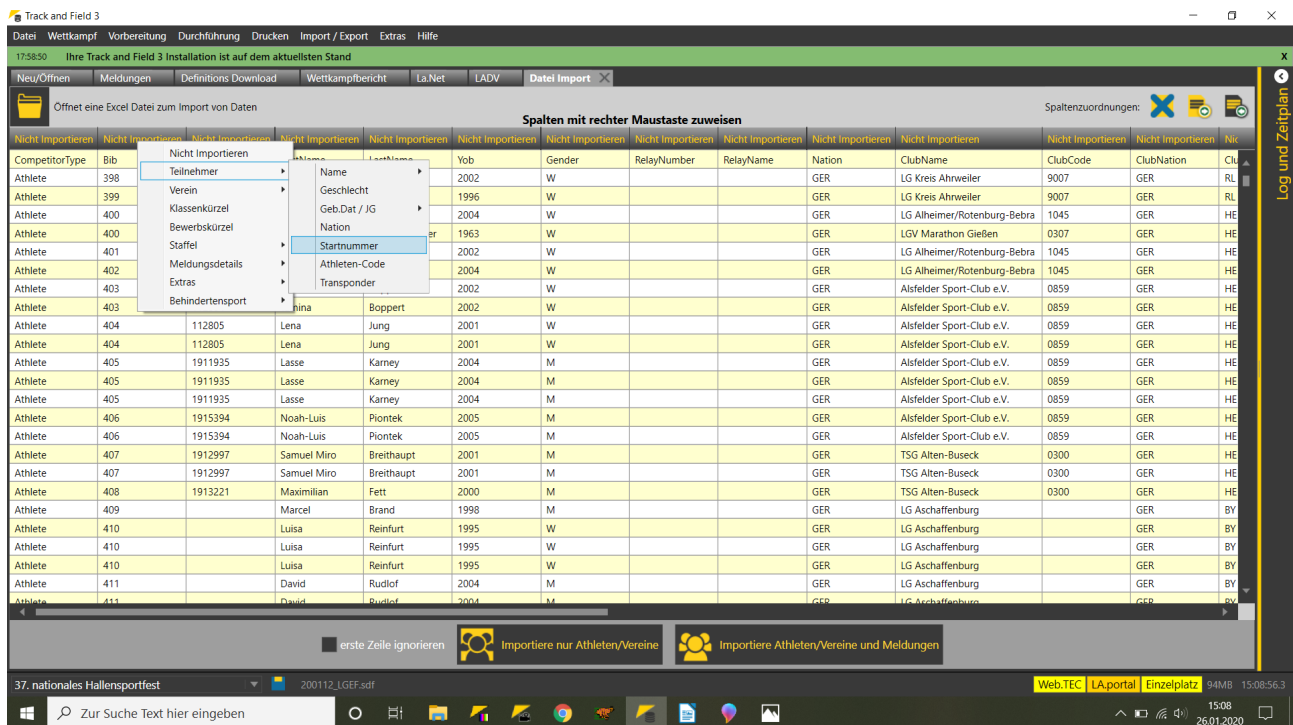 Track and Field 3
Datei Wettkampf Vorbereitung Durchführung Drucken Import / Export Extras Hilfe
17:58:50 Ihre Track and Field 3 Installation ist auf dem aktuellsten Stand X
Neu/Öffnen Meldungen Definitions Download Wettkampfbericht La.Net LADV Datei Import
Log und Zeitplan
Öffnet eine Excel Datei zum Import von Daten Spaltenzuordnungen:
Spalten mit rechter Maustaste zuweisen
Nicht Importieren Nicht Importieren Nicht Importieren Nicht Importieren Nicht Importieren Nicht Importieren Nicht Importieren Nicht Importieren Nicht Importieren Nicht Importieren Nicht Importieren Nicht Importieren Nicht Importieren Nic
CompetitorType Bib Yob Gender RelayNumber RelayName Nation ClubName ClubCode ClubNation Clu
Nicht Importieren
Teilnehmer
Verein
Klassenkürzel
Bewerbskürzel
Staffel
Meldungsdetails
Extras
Behindertensport
Name
Geschlecht
Geb.Dat / JG
Nation
Startnummer
Athleten-Code
Transponder
Athlete 398 2002 W GER LG Kreis Ahrweiler 9007 GER RL
Athlete 399 1996 W GER LG Kreis Ahrweiler 9007 GER RL
Athlete 400 2004 W GER LG Alheimer/Rotenburg-Bebra 1045 GER HE
Athlete 400 er 1963 W GER LGV Marathon Gießen 0307 GER HE
Athlete 401 2002 W GER LG Alheimer/Rotenburg-Bebra 1045 GER HE
Athlete 402 2004 W GER LG Alheimer/Rotenburg-Bebra 1045 GER HE
Athlete 403 2002 W GER Alsfelder Sport-Club e.V. 0859 GER HE
Athlete 403 Boppert 2002 W GER Alsfelder Sport-Club e.V. 0859 GER HE
Athlete 404 112805 Lena Jung 2001 W GER Alsfelder Sport-Club e.V. 0859 GER HE
Athlete 404 112805 Lena Jung 2001 W GER Alsfelder Sport-Club e.V. 0859 GER HE
Athlete 405 1911935 Lasse Karney 2004 M GER Alsfelder Sport-Club e.V. 0859 GER HE
Athlete 405 1911935 Lasse Karney 2004 M GER Alsfelder Sport-Club e.V. 0859 GER HE
Athlete 405 1911935 Lasse Karney 2004 M GER Alsfelder Sport-Club e.V. 0859 GER HE
Athlete 406 1915394 Noah-Luis Piontek 2005 M GER Alsfelder Sport-Club e.V. 0859 GER HE
Athlete 406 1915394 Noah-Luis Piontek 2005 M GER Alsfelder Sport-Club e.V. 0859 GER HE
Athlete 407 1912997 Samuel Miro Breithaupt 2001 M GER TSG Alten-Buseck 0300 GER HE
Athlete 407 1912997 Samuel Miro Breithaupt 2001 M GER TSG Alten-Buseck 0300 GER HE
Athlete 408 1913221 Maximilian Fett 2000 M GER TSG Alten-Buseck 0300 GER HE
Athlete 409 Marcel Brand 1998 M GER LG Aschaffenburg GER BY
Athlete 410 Luisa Reinfurt 1995 W GER LG Aschaffenburg GER BY
Athlete 410 Luisa Reinfurt 1995 W GER LG Aschaffenburg GER BY
Athlete 410 Luisa Reinfurt 1995 W GER LG Aschaffenburg GER BY
Athlete 411 David Rudlof 2004 M GER LG Aschaffenburg GER BY
Athlete 411 David Rudlof 2004 M GER LG Aschaffenburg GER BY
erste Zeile ignorieren Importiere nur Athleten/Vereine Importiere Athleten/Vereine und Meldungen
37. nationales Hallensportfest 200112_LGEF.sdf Web.TEC LA.portal Einzelplatz 94MB 15:08:56.3
Zur Suche Text hier eingeben 15:08
26.01.2020